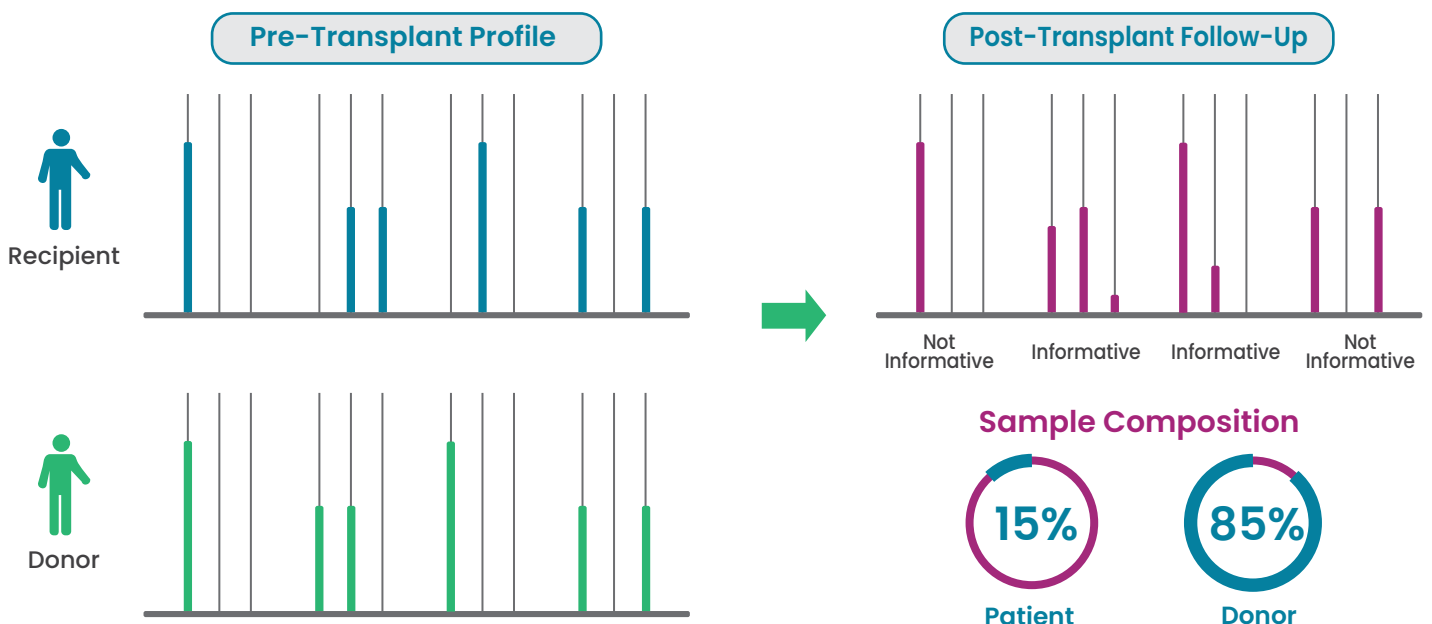 Pre-Transplant Profile
Post-Transplant Follow-Up
Recipient
Not
Informative
Informative
Informative
Not
Informative
Donor
Sample Composition
15%
85%
Patient
Donor